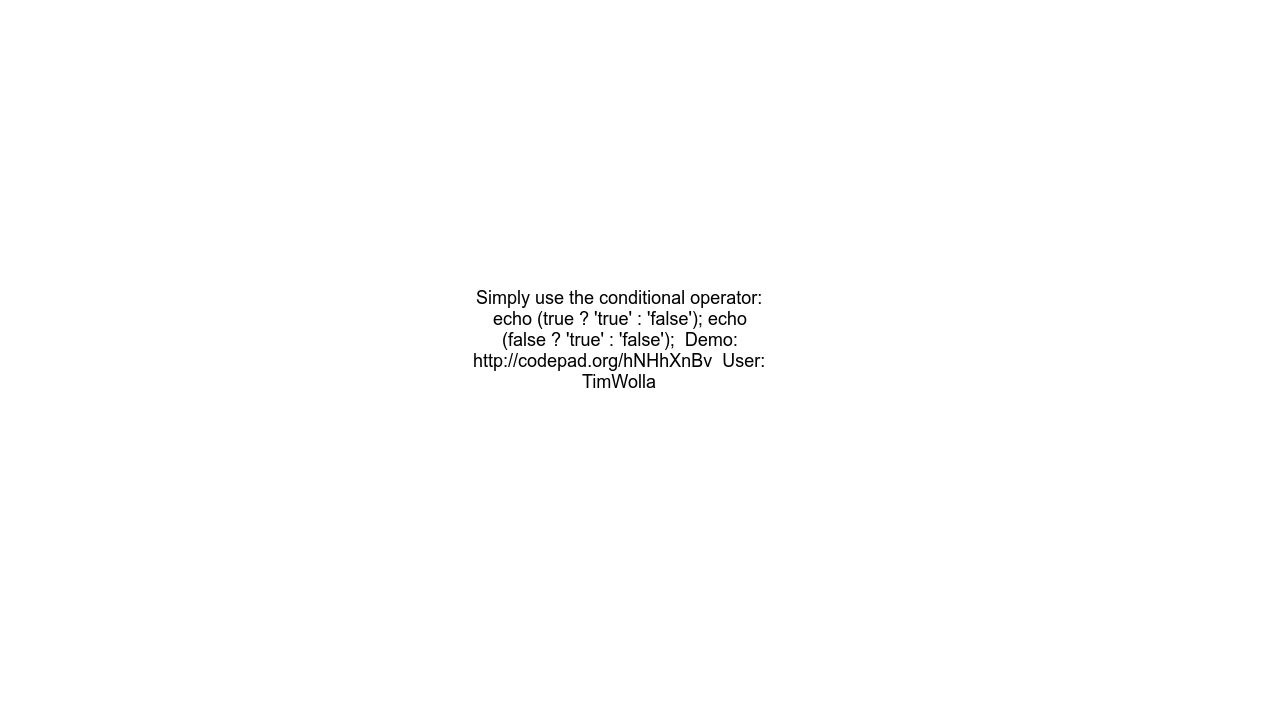 Simply use the conditional operator:
echo (true ? 'true' : 'false'); echo
(false ? 'true' : 'false');  Demo:
http://codepad.org/hNHhXnBv  User:
TimWolla